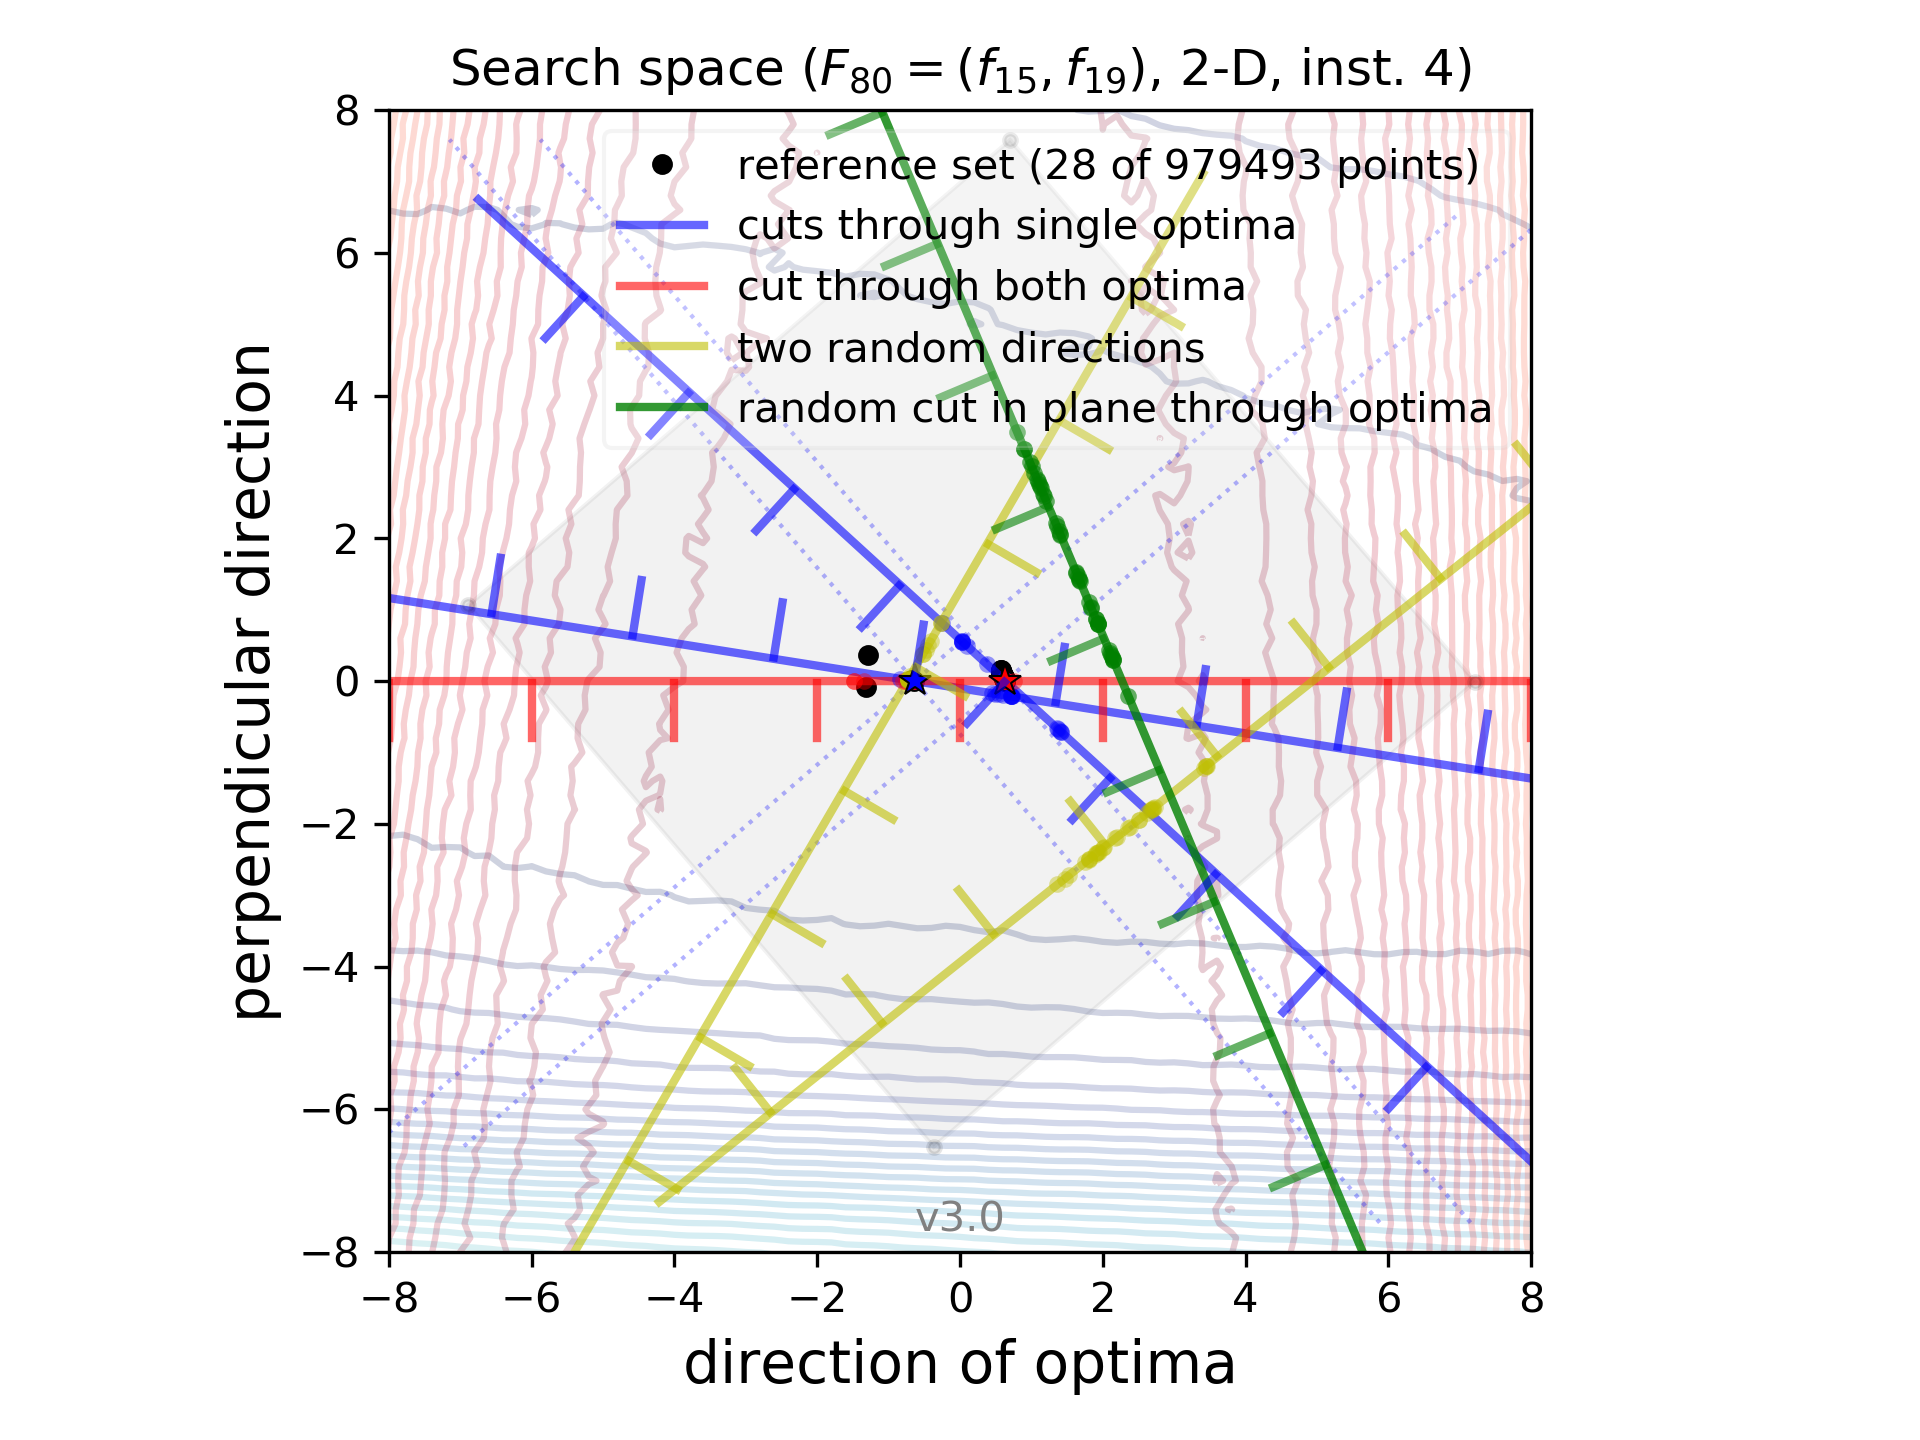 Search space (F₈₀ = (f₁₅, f₁₉), 2-D, inst. 4)
reference set (28 of 979493 points)
cuts through single optima
cut through both optima
two random directions
random cut in plane through optima
perpendicular direction
8
6
4
2
0
−2
−4
−6
−8
v3.0
−8 −6 −4 −2 0 2 4 6 8
direction of optima